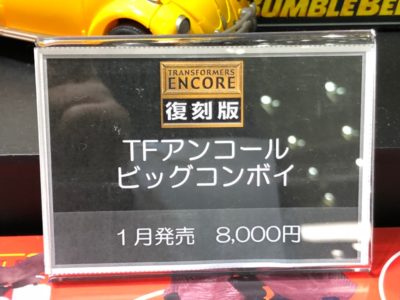 BUMBLEBE
TRANSFORMERS
ENCORE
復刻版
TFアンコール
ビッグコンボイ
1月発売 8,000円